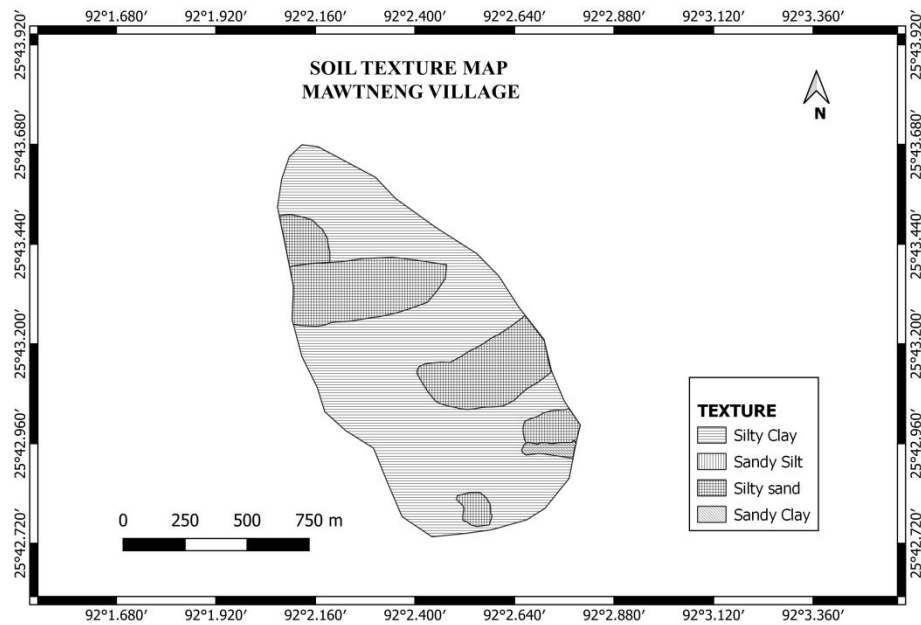 92°1.680′ 92°1.920′ 92°2.160′ 92°2.400′ 92°2.640′ 92°2.880′ 92°3.120′ 92°3.360′
25°43.920′ 25°43.920′
SOIL TEXTURE MAP
MAWTNENG VILLAGE
N
25°43.680′ 25°43.680′
25°43.440′ 25°43.440′
25°43.200′ 25°43.200′
TEXTURE
Silty Clay
25°42.960′ 25°42.960′
Sandy Silt
Silty sand
Sandy Clay
0 250 500 750 m
25°42.720′ 25°42.720′
92°1.680′ 92°1.920′ 92°2.160′ 92°2.400′ 92°2.640′ 92°2.880′ 92°3.120′ 92°3.360′